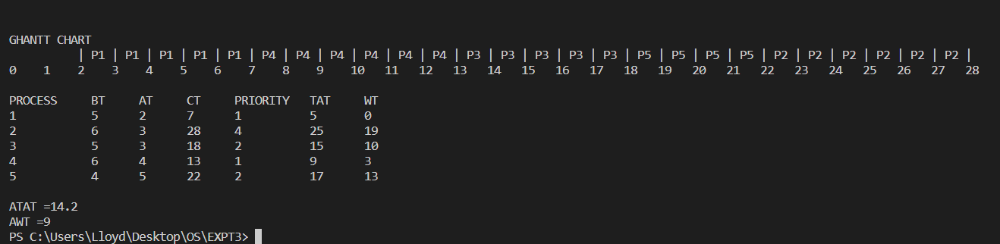 GHANTT CHART
| P1 | P1 | P1 | P1 | P1 | P4 | P4 | P4 | P4 | P4 | P4 | P3 | P3 | P3 | P3 | P3 | P5 | P5 | P5 | P5 | P2 | P2 | P2 | P2 | P2 | P2 |
0 1 2 3 4 5 6 7 8 9 10 11 12 13 14 15 16 17 18 19 20 21 22 23 24 25 26 27 28
PROCESS BT AT CT PRIORITY TAT WT
1 5 2 7 1 5 0
2 6 3 28 4 25 19
3 5 3 18 2 15 10
4 6 4 13 1 9 3
5 4 5 22 2 17 13
ATAT =14.2
AWT =9
PS C:\Users\Lloyd\Desktop\OS\EXPT3>